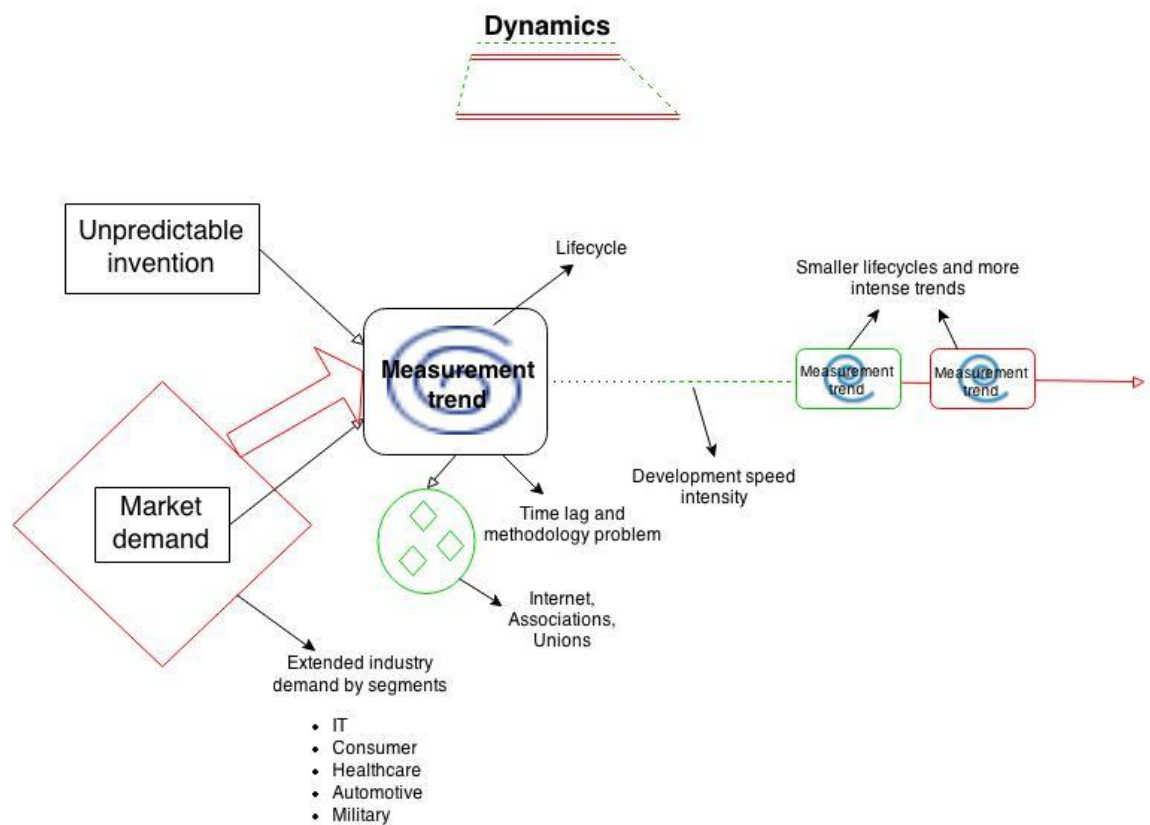 Dynamics
Unpredictable
invention
Lifecycle
Smaller lifecycles and more
intense trends
Measurement
trend
Measurement
trend
Measurement
trend
Development speed
intensity
Market
demand
Time lag and
methodology problem
Internet,
Associations,
Unions
Extended industry
demand by segments
• IT
• Consumer
• Healthcare
• Automotive
• Military